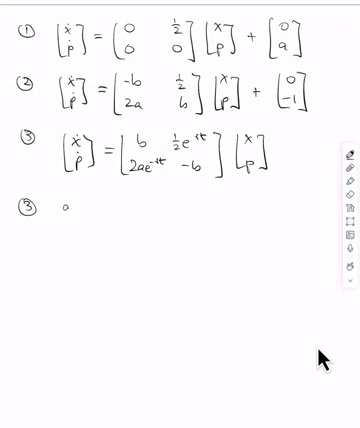 ① [ẋ ṗ] = [0 ½ 0 0] [x p] + [0 a]
② [ẋ ṗ] = [-b ½ 2a b] [x p] + [0 -1]
③ [ẋ ṗ] = [b ½e^{rt} 2ae^{-rt} -b] [x p]
③ a